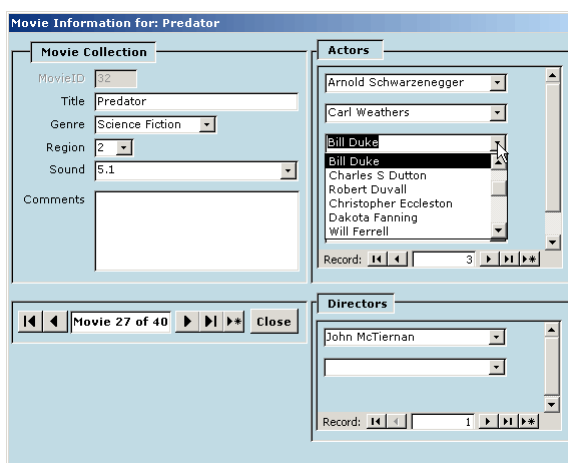 Movie Information for: Predator
Movie Collection
MovieID 32
Title Predator
Genre Science Fiction
Region 2
Sound 5.1
Comments
Movie 27 of 40
Close
Actors
Arnold Schwarzenegger
Carl Weathers
Bill Duke
Bill Duke
Charles S Dutton
Robert Duvall
Christopher Eccleston
Dakota Fanning
Will Ferrell
Record: 3
Directors
John McTiernan
Record: 1